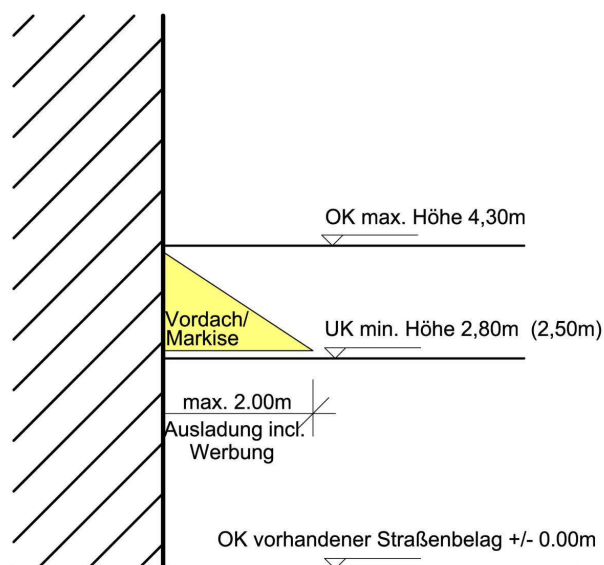 OK max. Höhe 4,30m
Vordach/
Markise
UK min. Höhe 2,80m (2,50m)
max. 2.00m
Ausladung incl.
Werbung
OK vorhandener Straßenbelag +/- 0.00m